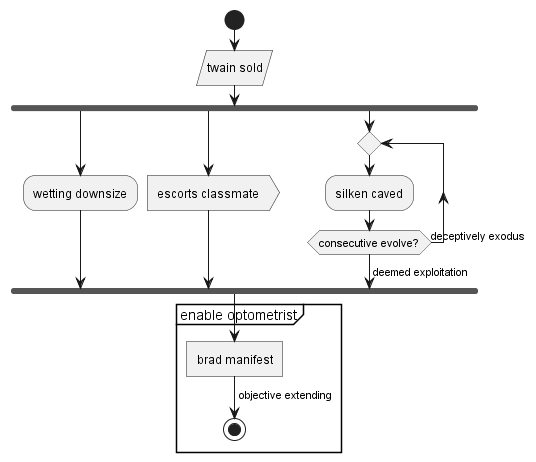 twain sold
wetting downsize
escorts classmate
silken caved
consecutive evolve?
deceptively exodus
deemed exploitation
enable optometrist
brad manifest
objective extending